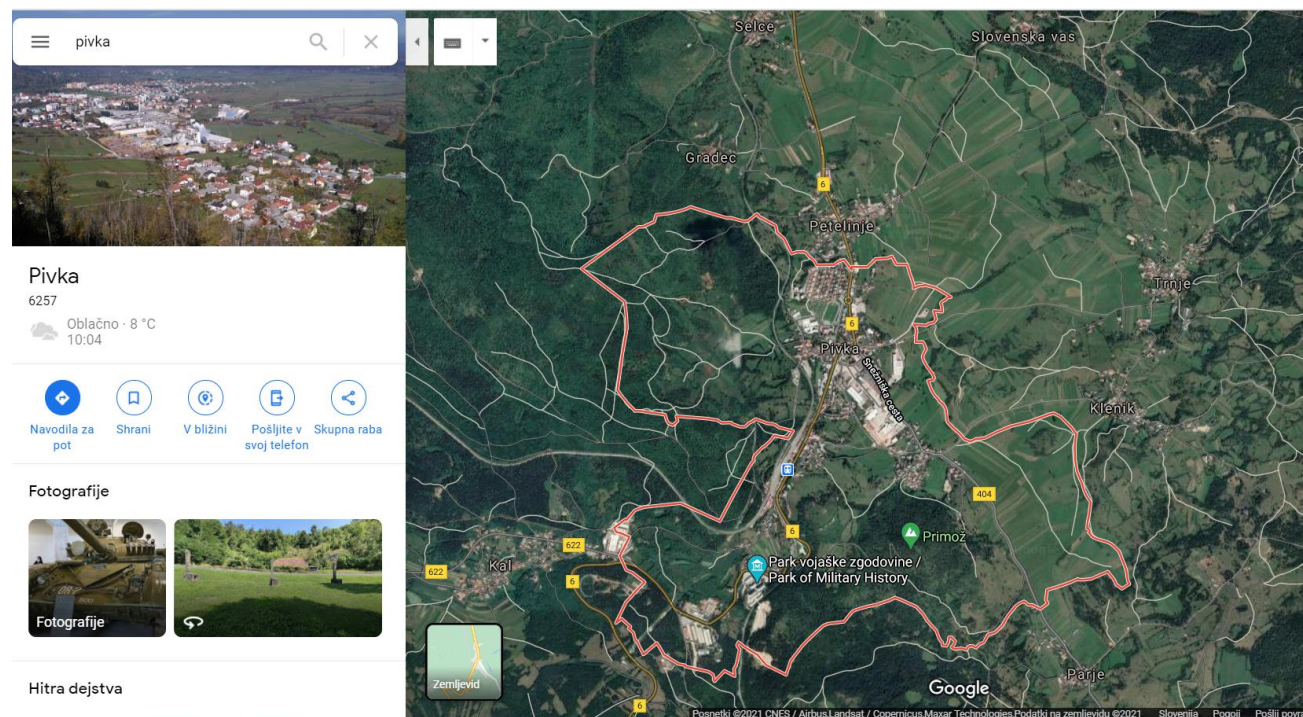 pivka
Pivka
6257
Oblačno · 8 °C
10:04
Navodila za pot
Shrani
V bližini
Pošljite v svoj telefon
Skupna raba
Fotografije
Fotografije
Hitra dejstva
Selce
Slovenska vas
Gradec
6
Petelinje
Trnje
6
Pivka
Snežniška cesta
Klenik
404
6
Primož
622
Kal
622
6
Park vojaške zgodovine /
Park of Military History
Zemljevid
Parje
6
Google
Posnetki ©2021 CNES / Airbus,Landsat / Copernicus,Maxar Technologies,Podatki na zemljevidu ©2021 Slovenija Pogoji Pošlji povra